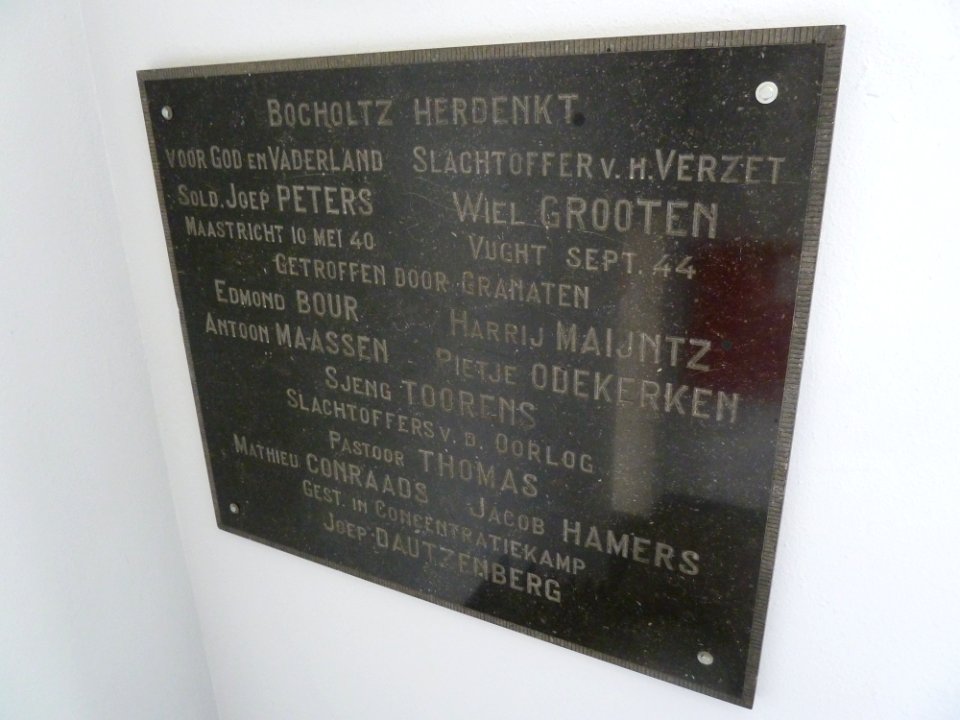 BOCHOLTZ HERDENKT.
VOOR GOD EN VADERLAND SLACHTOFFER V. H. VERZET
SOLD. JOEP PETERS WIEL GROOTEN
MAASTRICHT 10 MEI 40 VUGHT SEPT. 44
GETROFFEN DOOR GRANATEN
EDMOND BOUR HARRIJ MAIJNTZ
ANTOON MAASSEN PIETJE ODEKERKEN
SJENG TOORENS
SLACHTOFFERS V. D. OORLOG
PASTOOR THOMAS
MATHIEU CONRAADS JACOB HAMERS
GEST. IN CONCENTRATIEKAMP
JOEP DAUTZENBERG